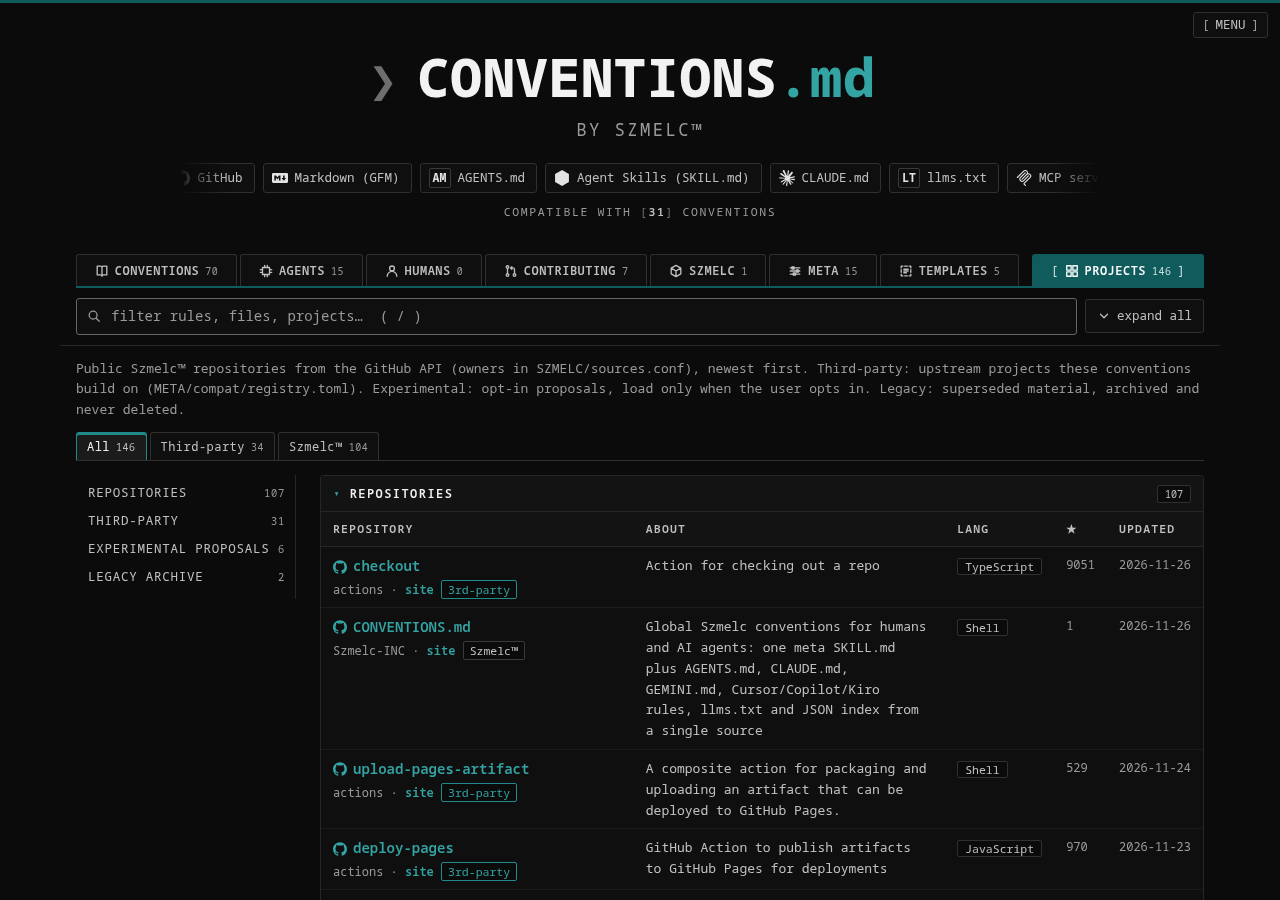 [ MENU ]
❯ CONVENTIONS.md
BY SZMELC™
GitHub
Markdown (GFM)
AM AGENTS.md
Agent Skills (SKILL.md)
CLAUDE.md
LT llms.txt
MCP serv
COMPATIBLE WITH [31] CONVENTIONS
CONVENTIONS 70
AGENTS 15
HUMANS 0
CONTRIBUTING 7
SZMELC 1
META 15
TEMPLATES 5
[ PROJECTS 146 ]
filter rules, files, projects… ( / )
expand all
Public Szmelc™ repositories from the GitHub API (owners in SZMELC/sources.conf), newest first. Third-party: upstream projects these conventions
build on (META/compat/registry.toml). Experimental: opt-in proposals, load only when the user opts in. Legacy: superseded material, archived and
never deleted.
All 146
Third-party 34
Szmelc™ 104
REPOSITORIES 107
THIRD-PARTY 31
EXPERIMENTAL PROPOSALS 6
LEGACY ARCHIVE 2
▾ REPOSITORIES 107
REPOSITORY ABOUT LANG ★ UPDATED
checkout
actions · site 3rd-party
Action for checking out a repo
TypeScript
9051
2026-11-26
CONVENTIONS.md
Szmelc-INC · site Szmelc™
Global Szmelc conventions for humans
and AI agents: one meta SKILL.md
plus AGENTS.md, CLAUDE.md,
GEMINI.md, Cursor/Copilot/Kiro
rules, llms.txt and JSON index from
a single source
Shell
1
2026-11-26
upload-pages-artifact
actions · site 3rd-party
A composite action for packaging and
uploading an artifact that can be
deployed to GitHub Pages.
Shell
529
2026-11-24
deploy-pages
actions · site 3rd-party
GitHub Action to publish artifacts
to GitHub Pages for deployments
JavaScript
970
2026-11-23